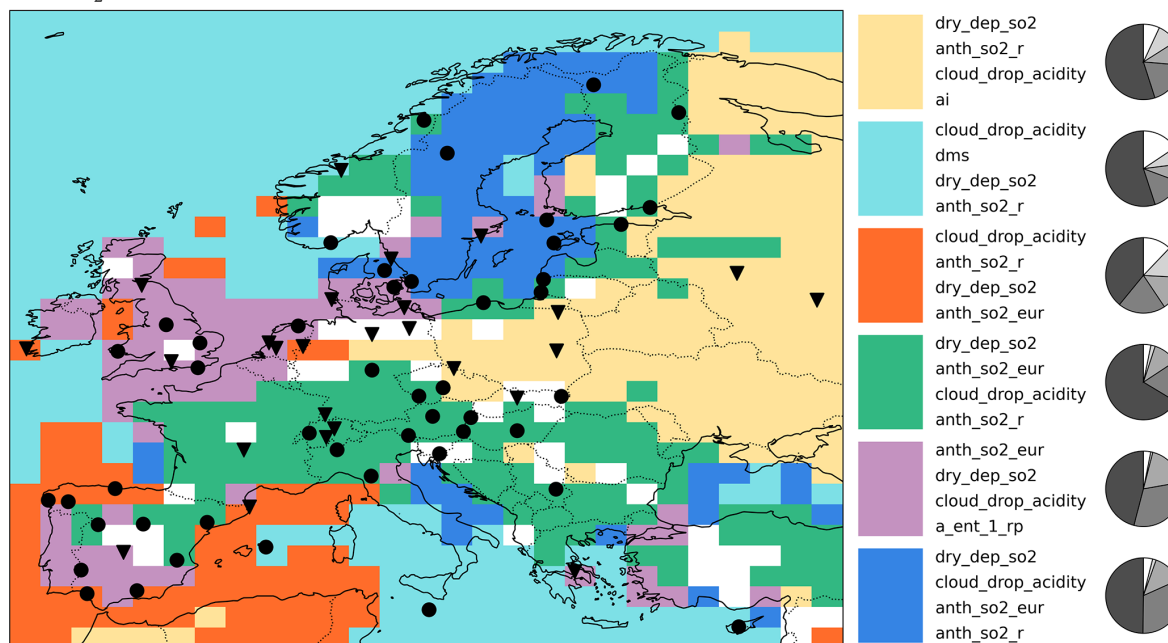 dry_dep_so2
anth_so2_r
cloud_drop_acidity
ai
cloud_drop_acidity
dms
dry_dep_so2
anth_so2_r
cloud_drop_acidity
anth_so2_r
dry_dep_so2
anth_so2_eur
dry_dep_so2
anth_so2_eur
cloud_drop_acidity
anth_so2_r
anth_so2_eur
dry_dep_so2
cloud_drop_acidity
a_ent_1_rp
dry_dep_so2
cloud_drop_acidity
anth_so2_eur
anth_so2_r